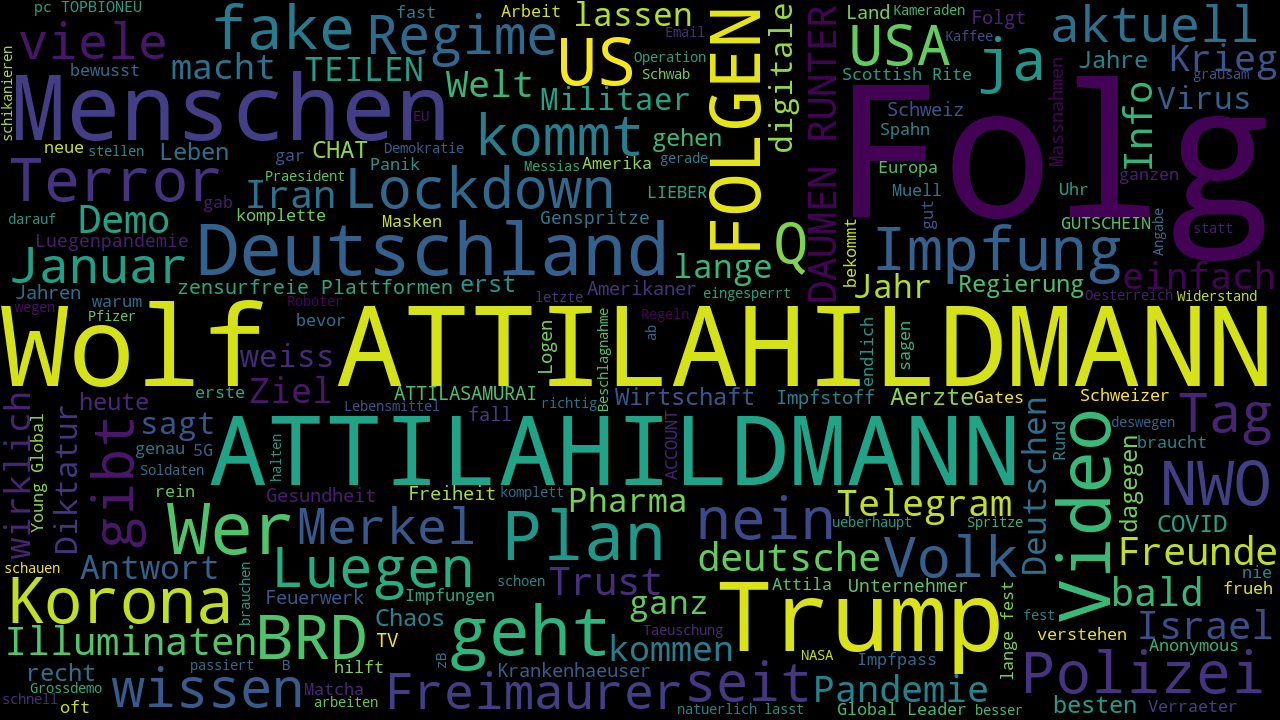 pc TOPBIONEU
fast
Arbeit
lassen
Email
digitale
DAUMEN RUNTER
Land
Kameraden
Folgt
aktuell
viele
fake
Regime
US
FOLGEN
USA
Kaffee
ja
Jahre
Krieg
schikanieren
bewusst
macht
TEILEN
Welt
Operation
Schwab
Militaer
Scottish Rite
grausam
Menschen
EU
kommt
gehen
Folg
Schweiz
Massnahmen
Info
Virus
Spahn
neue
stellen
Leben
gar
CHAT
Demokratie
Panik
Messias
Amerika
gerade
Europa
ganzen
Terror
Praesident
Iran
Lockdown
LIEBER
Muell
Uhr
gab
darauf
Demo
komplette
Masken
Genspritze
Q
bekommt
gut
GUTSCHEIN
Angabe
statt
Luegenpandemie
Deutschland
Impfung
Januar
lange
einfach
zensurfreie Plattformen
erst
Amerikaner
eingesperrt
Jahr
Regierung
Oesterreich
Widerstand
Jahren
warum
Roboter
letzte
wegen
Pfizer
bevor
Regeln
Wolf
ATTILAHILDMANN
Logen
Beschlagnahme
ab
endlich
sagen
weiss
Ziel
erste
ATTILASAMURAI
Wirtschaft
Impfstoff
Aerzte
Gates
Schweizer
heute
Lebensmittel
fall
richtig
deswegen
wirklich
Young Global
Diktatur
gibt
sagt
genau
5G
Soldaten
ATTILAHILDMANN
halten
ACCOUNT
Deutschen
Rund
Video
dagegen
braucht
Tag
rein
Gesundheit
Freiheit
komplett
Pharma
Telegram
NWO
Wer
Merkel
Plan
nein
ueberhaupt
Spritze
COVID
schauen
Antwort
Luegen
deutsche
Volk
Freunde
nie
Korona
brauchen
Feuerwerk
Impfungen
schoen
Trust
Attila
Unternehmer
bald
frueh
Chaos
ganz
Trump
lange fest
fest
Israel
Illuminaten
BRD
TV
geht
Taeuschung
kommen
verstehen
Anonymous
recht
passiert
B
hilft
zB
Krankenhaeuser
NASA
Impfpass
Polizei
Grossdemo
wissen
Matcha
Freimaurer
seit
Pandemie
schnell
oft
arbeiten
natuerlich
lasst
Global Leader
besser
besten
Verraeter